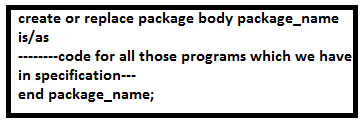 create or replace package body package_name
is/as
--------code for all those programs which we have
in specification---
end package_name;